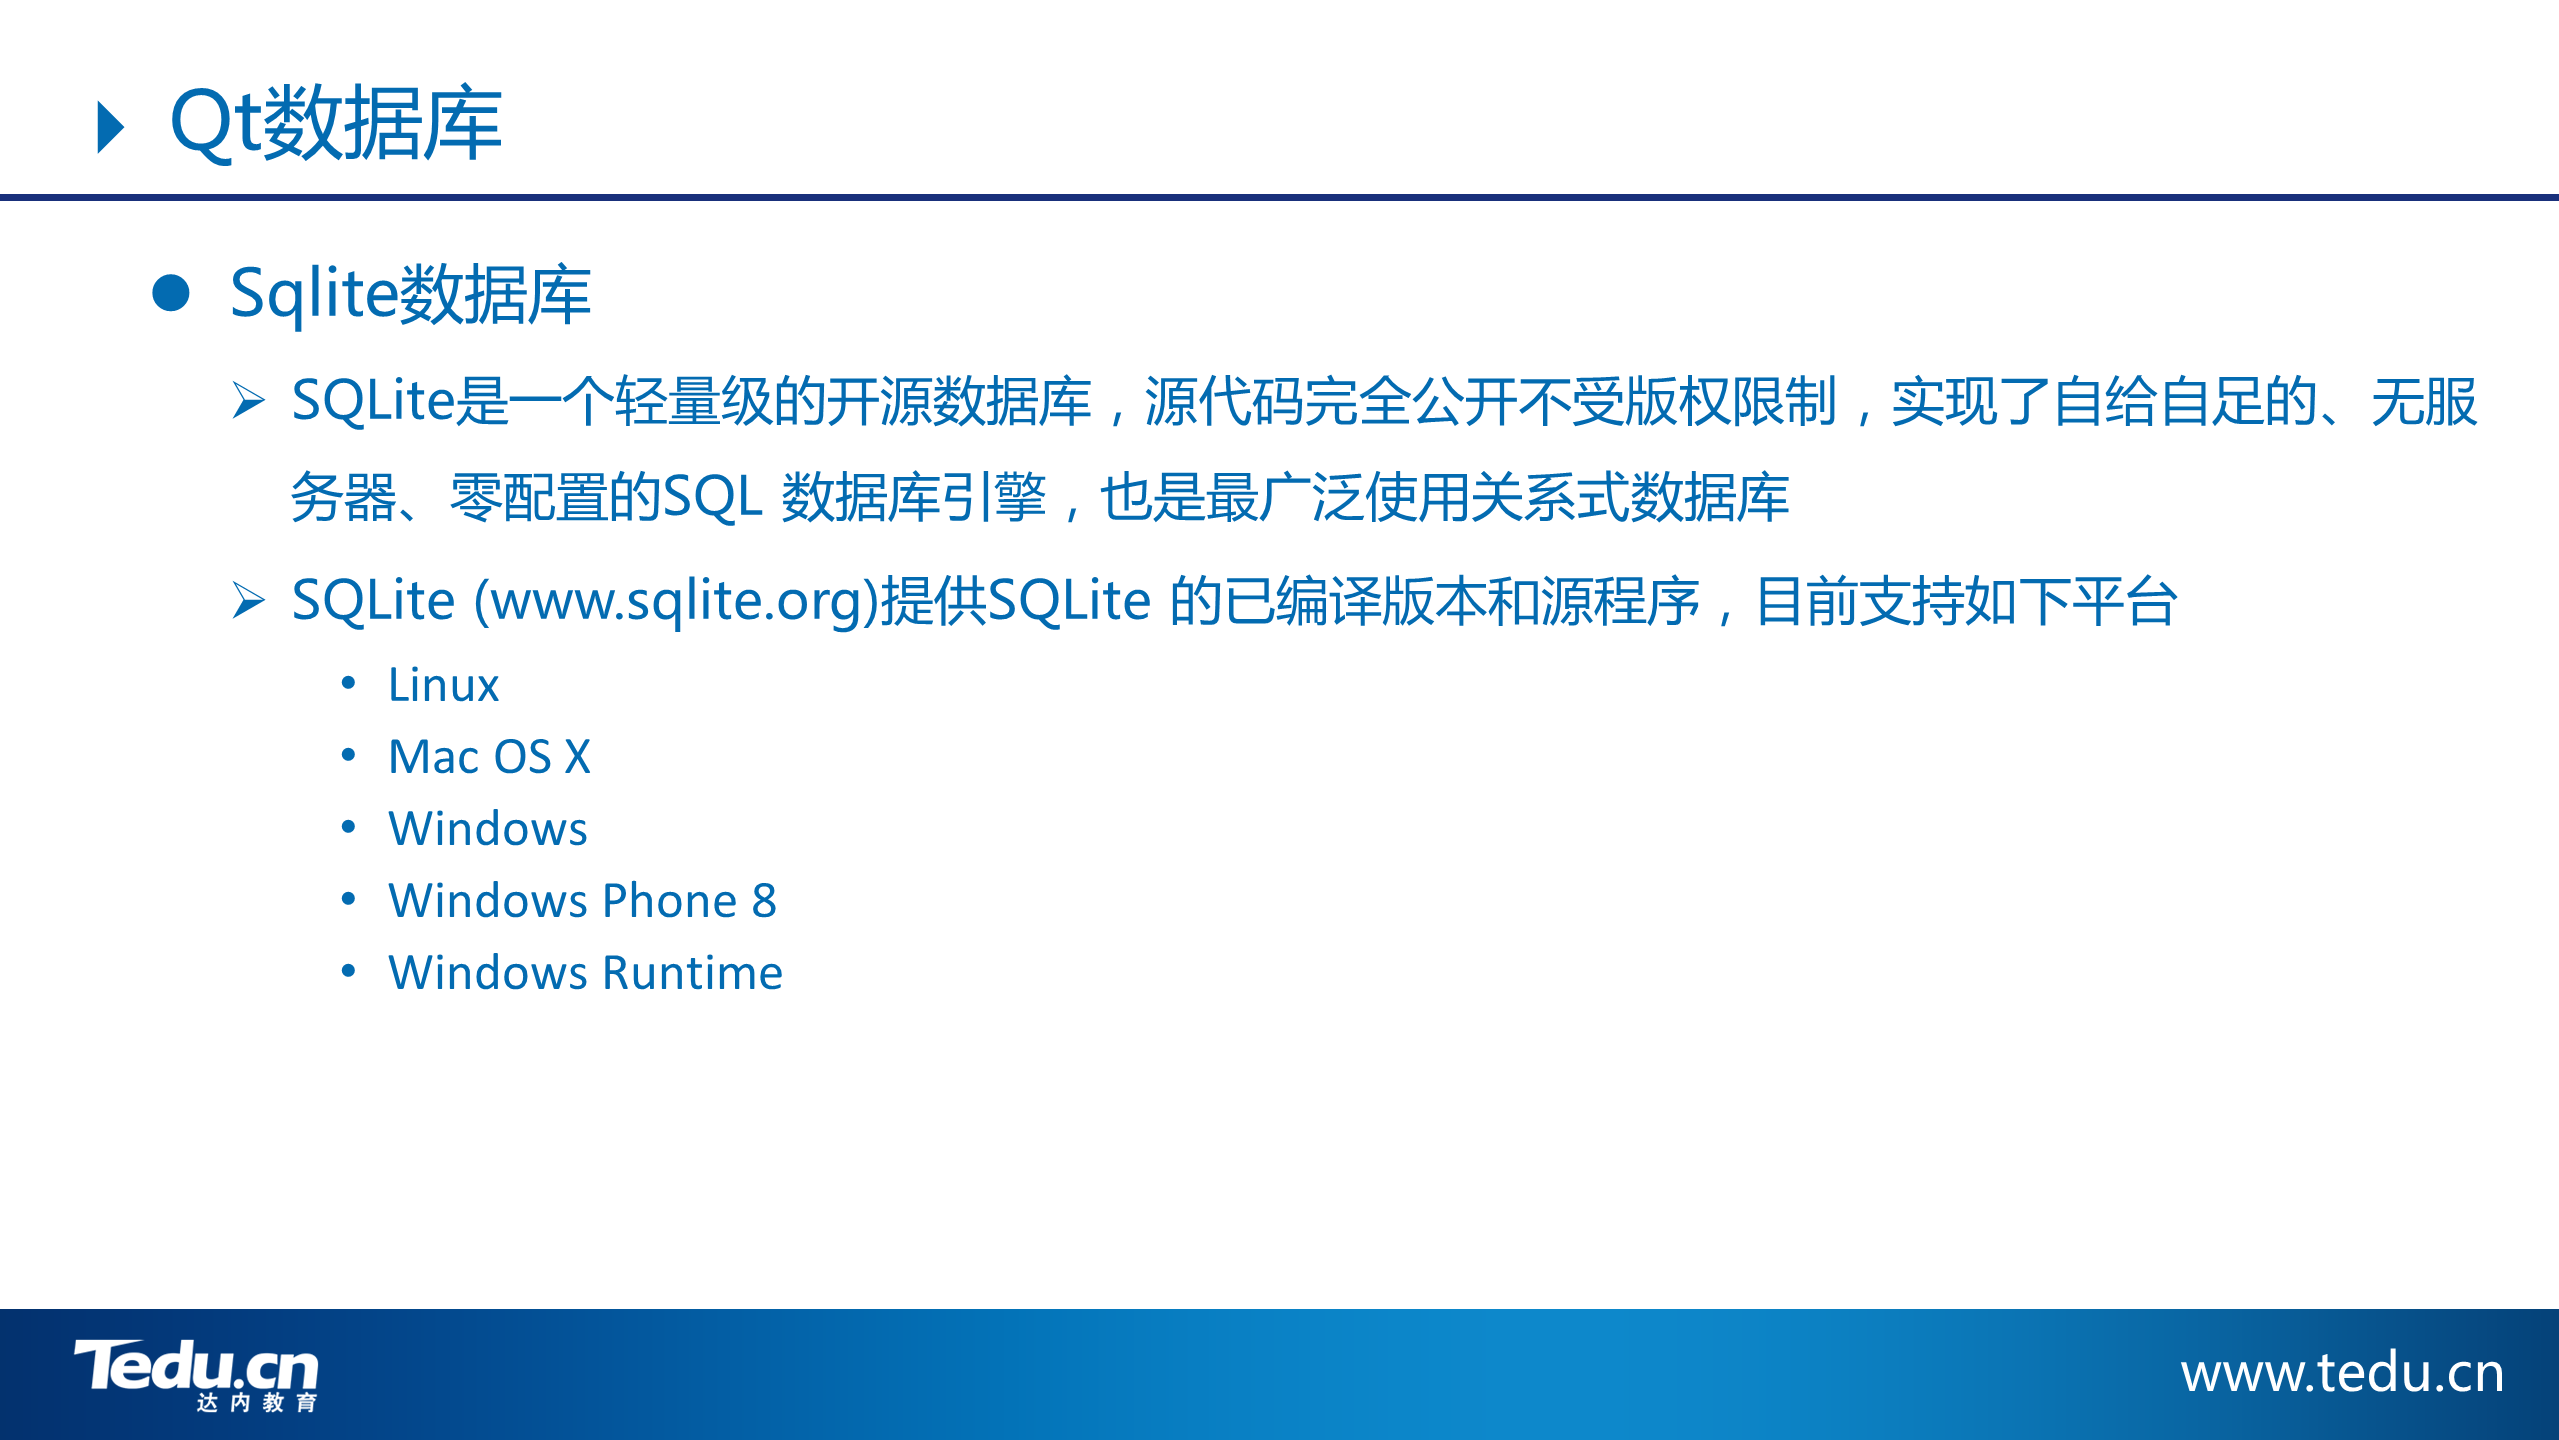 Qt数据库
Sqlite数据库
SQLite是一个轻量级的开源数据库，源代码完全公开不受版权限制，实现了自给自足的、无服
务器、零配置的SQL 数据库引擎，也是最广泛使用关系式数据库
SQLite (www.sqlite.org)提供SQLite 的已编译版本和源程序，目前支持如下平台
• Linux
• Mac OS X
• Windows
• Windows Phone 8
• Windows Runtime
Tedu.cn
达内教育
www.tedu.cn